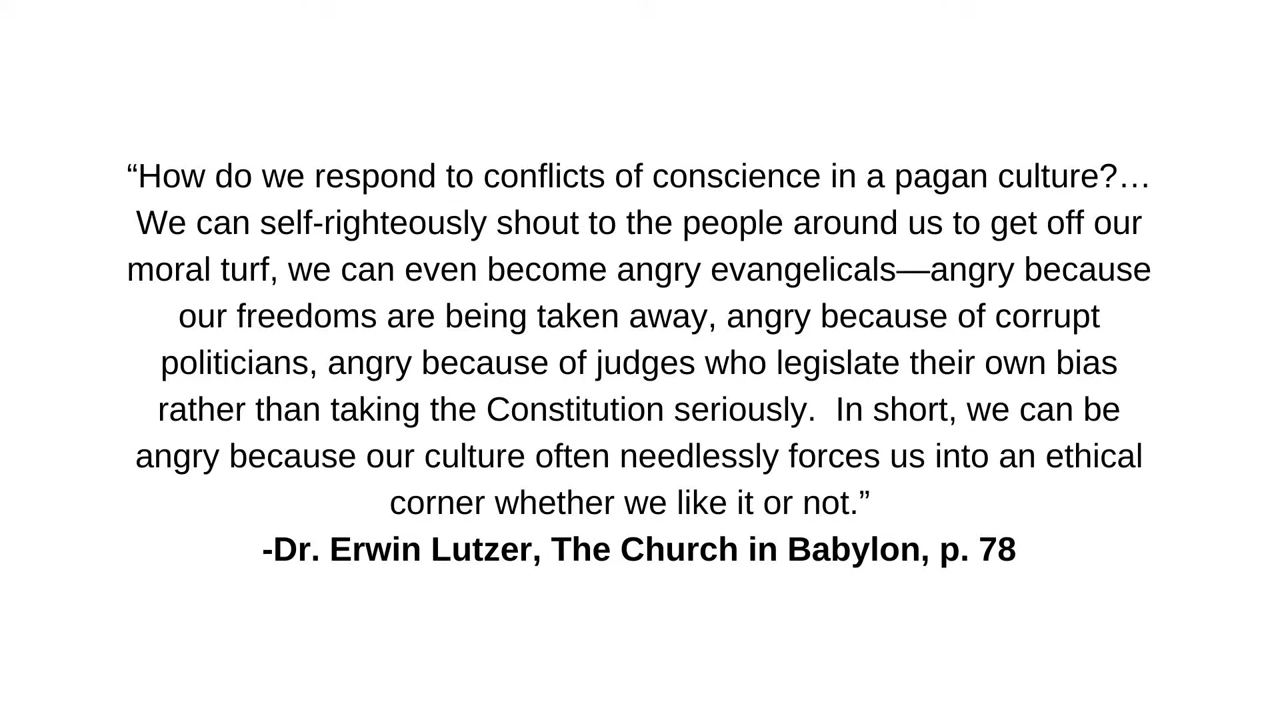 “How do we respond to conflicts of conscience in a pagan culture?…
We can self-righteously shout to the people around us to get off our
moral turf, we can even become angry evangelicals—angry because
our freedoms are being taken away, angry because of corrupt
politicians, angry because of judges who legislate their own bias
rather than taking the Constitution seriously.  In short, we can be
angry because our culture often needlessly forces us into an ethical
corner whether we like it or not.”
-Dr. Erwin Lutzer, The Church in Babylon, p. 78